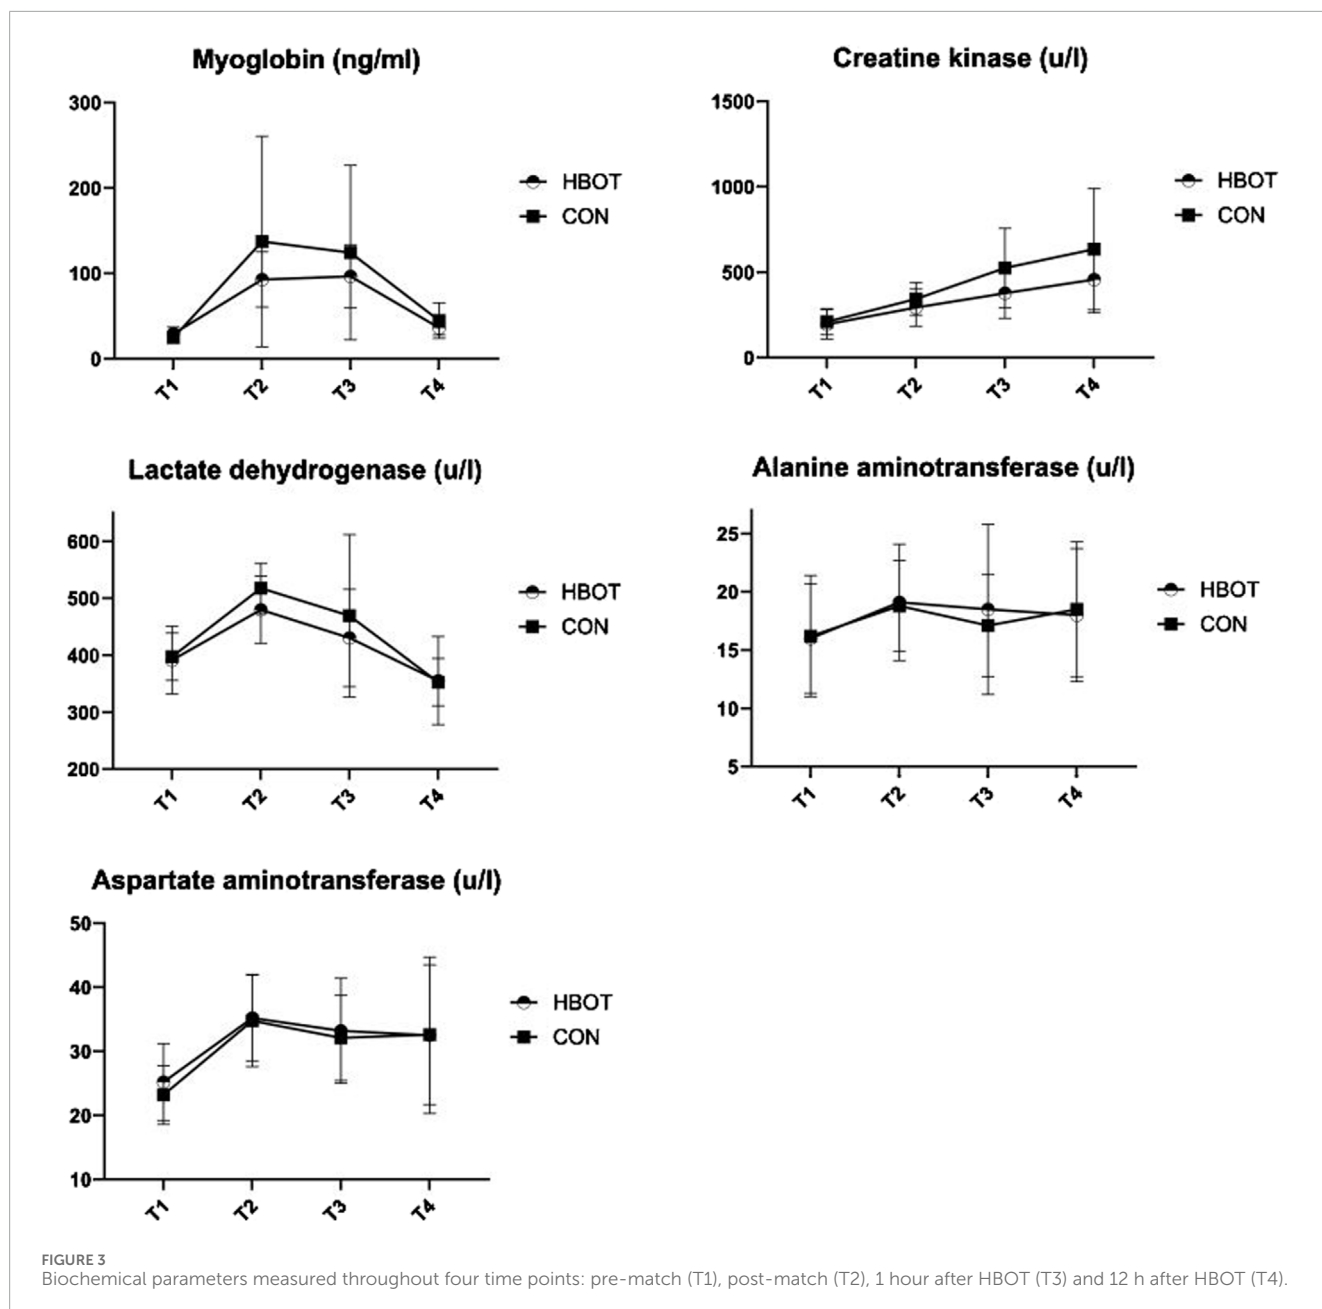 Myoglobin (ng/ml)
300
200
100
0
T1
T2
T3
T4
HBOT
CON
Creatine kinase (u/l)
1500
1000
500
0
T1
T2
T3
T4
HBOT
CON
Lactate dehydrogenase (u/l)
600
500
400
300
200
T1
T2
T3
T4
HBOT
CON
Alanine aminotransferase (u/l)
25
20
15
10
5
T1
T2
T3
T4
HBOT
CON
Aspartate aminotransferase (u/l)
50
40
30
20
10
T1
T2
T3
T4
HBOT
CON
FIGURE 3
Biochemical parameters measured throughout four time points: pre-match (T1), post-match (T2), 1 hour after HBOT (T3) and 12 h after HBOT (T4).